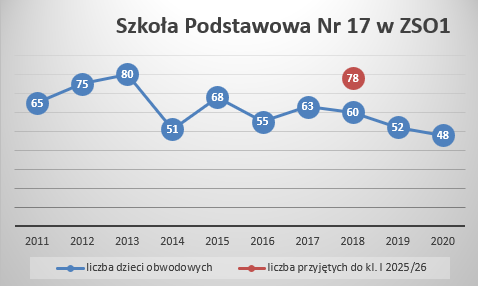 Szkoła Podstawowa Nr 17 w ZSO1
78
65 75 80 51 68 55 63 60 52 48
2011 2012 2013 2014 2015 2016 2017 2018 2019 2020
liczba dzieci obwodowych liczba przyjętych do kl. I 2025/26